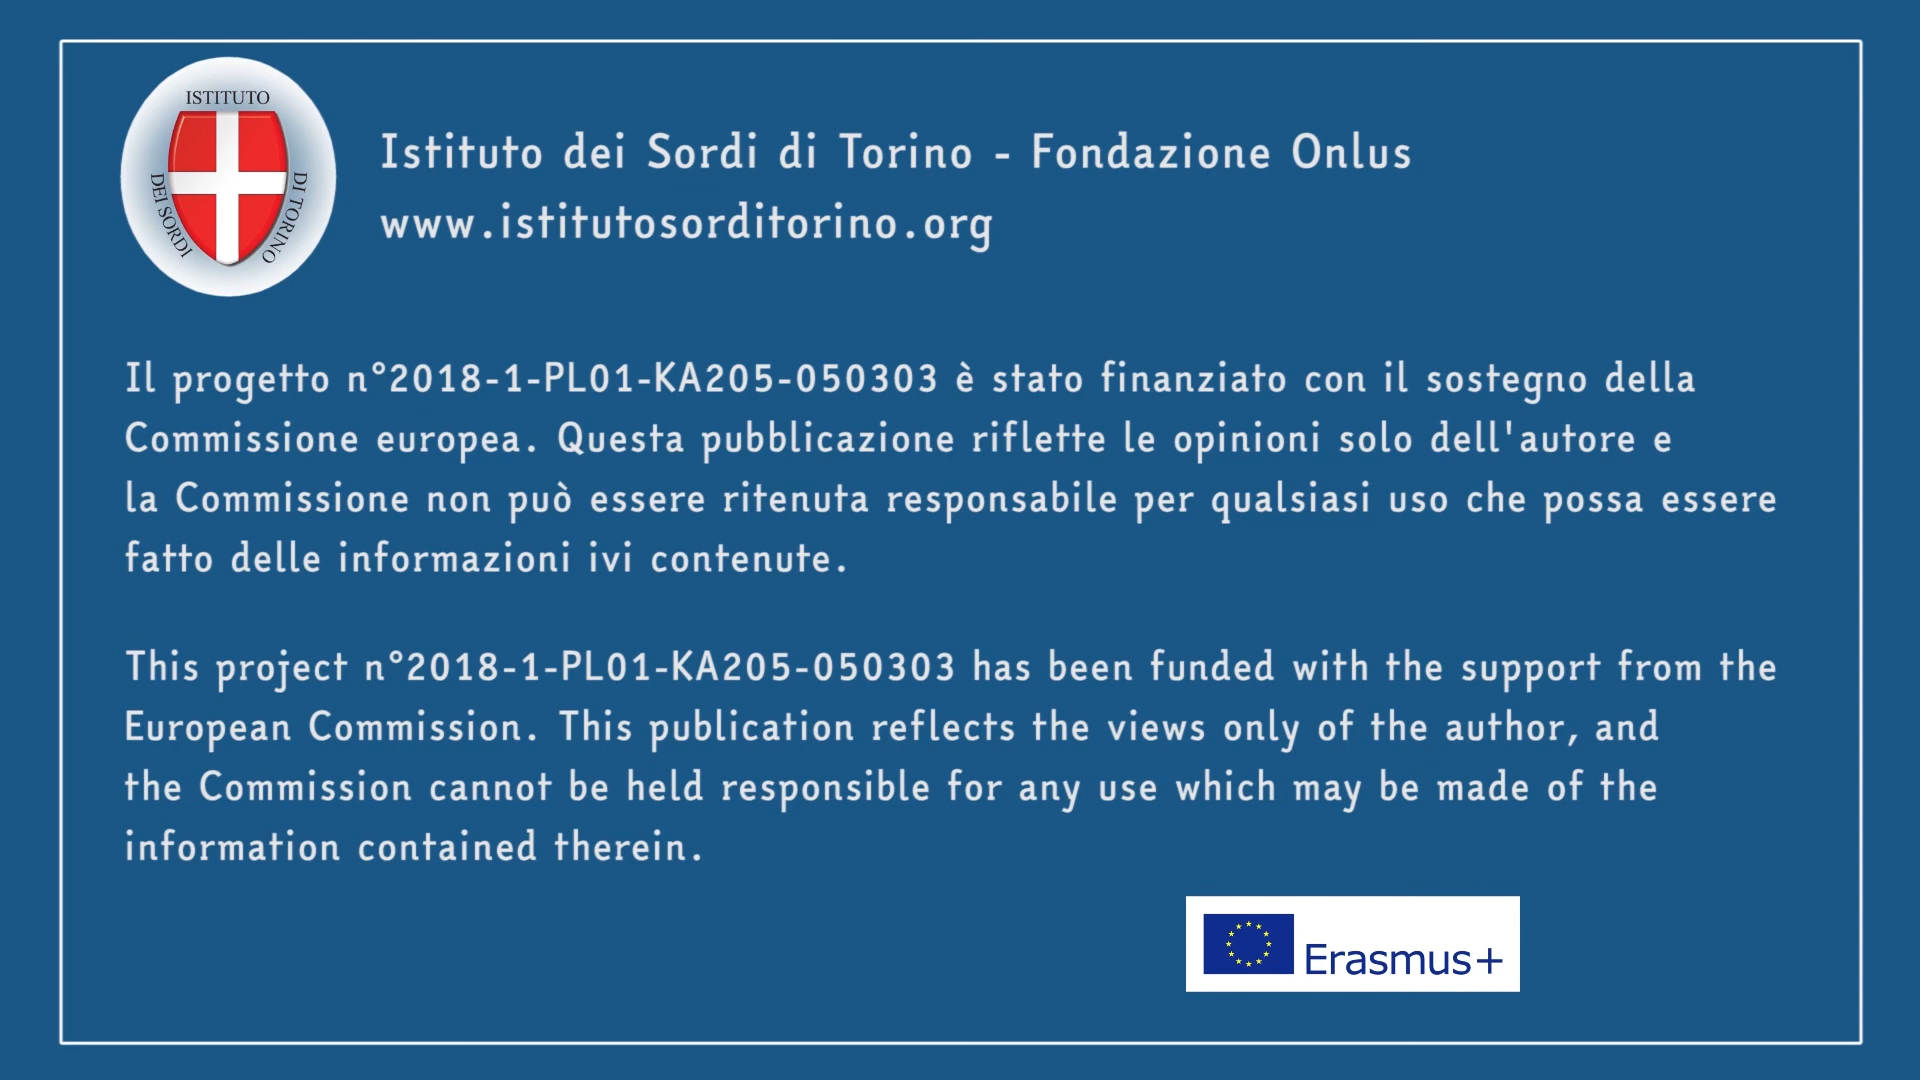 ISTITUTO
DEI SORDI
DI TORINO
Istituto dei Sordi di Torino - Fondazione Onlus
www.istitutosorditorino.org
Il progetto n°2018-1-PL01-KA205-050303 è stato finanziato con il sostegno della
Commissione europea. Questa pubblicazione riflette le opinioni solo dell'autore e
la Commissione non può essere ritenuta responsabile per qualsiasi uso che possa essere
fatto delle informazioni ivi contenute.
This project n°2018-1-PL01-KA205-050303 has been funded with the support from the
European Commission. This publication reflects the views only of the author, and
the Commission cannot be held responsible for any use which may be made of the
information contained therein.
Erasmus+